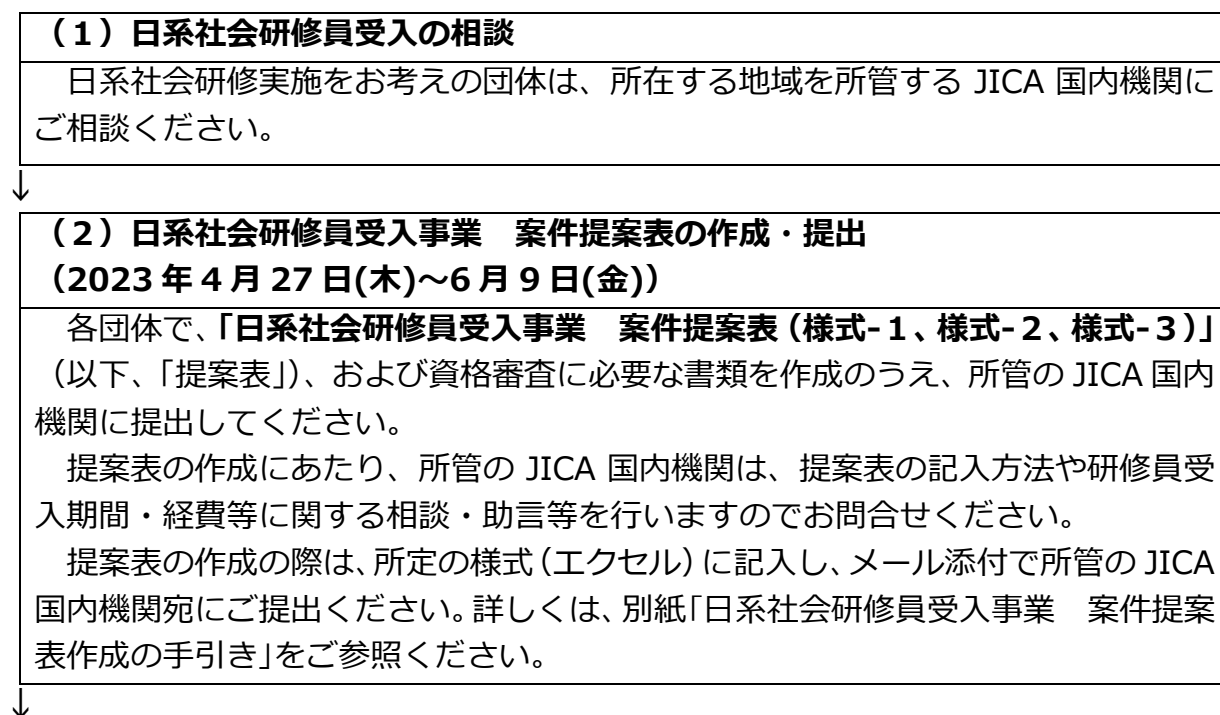 （１）日系社会研修員受入の相談
　日系社会研修実施をお考えの団体は、所在する地域を所管する JICA 国内機関に
ご相談ください。
↓
（２）日系社会研修員受入事業　案件提案表の作成・提出
（2023 年 4 月 27 日(木)～6 月 9 日(金)）
　各団体で、「日系社会研修員受入事業　案件提案表（様式-１、様式-２、様式-３）」
（以下、「提案表」）、および資格審査に必要な書類を作成のうえ、所管の JICA 国内
機関に提出してください。
　提案表の作成にあたり、所管の JICA 国内機関は、提案表の記入方法や研修員受
入期間・経費等に関する相談・助言等を行いますのでお問合せください。
　提案表の作成の際は、所定の様式（エクセル）に記入し、メール添付で所管の JICA
国内機関宛にご提出ください。詳しくは、別紙「日系社会研修員受入事業　案件提案
表作成の手引き」をご参照ください。
↓